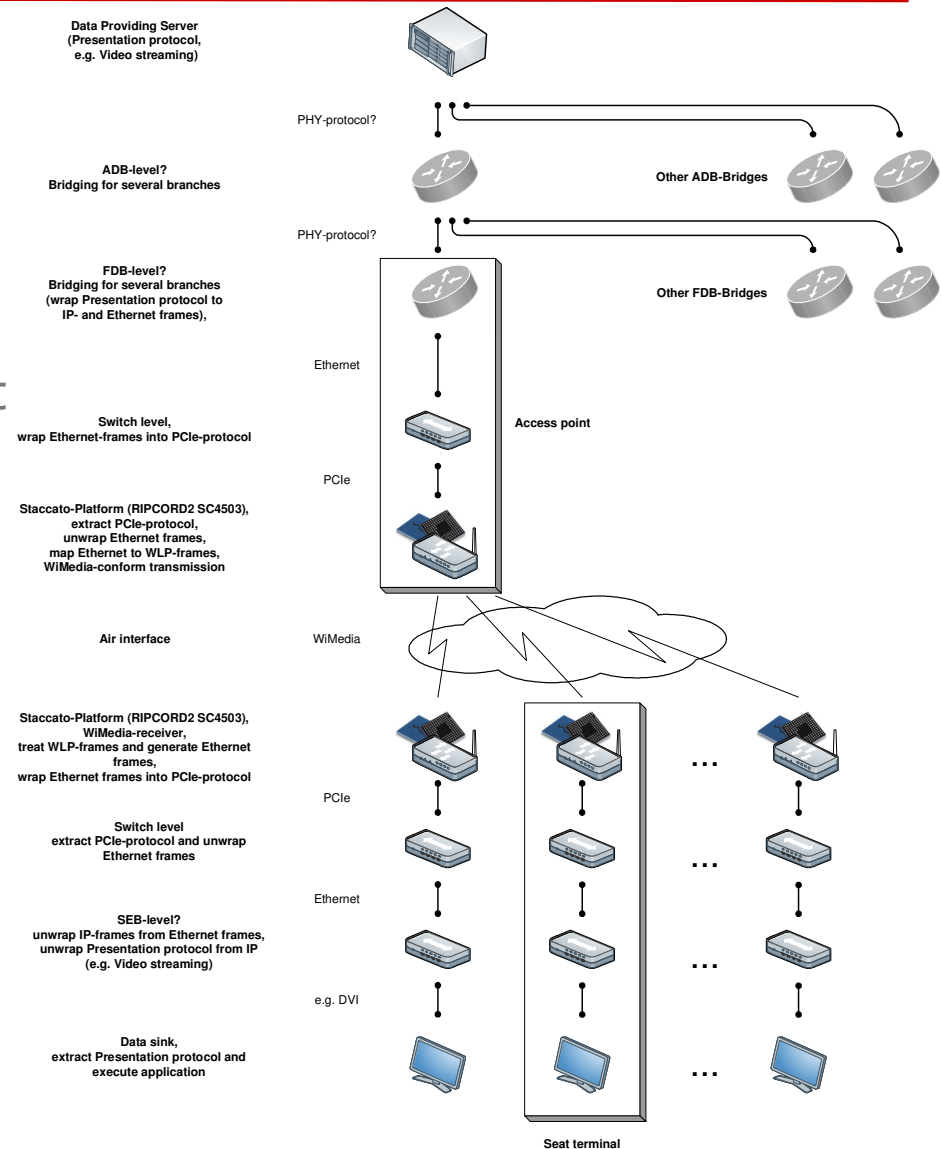 Data Providing Server
(Presentation protocol,
e.g. Video streaming)
PHY-protocol?
ADB-level?
Bridging for several branches
Other ADB-Bridges
PHY-protocol?
FDB-level?
Bridging for several branches
(wrap Presentation protocol to
IP- and Ethernet frames),
Other FDB-Bridges
Ethernet
Switch level,
wrap Ethernet-frames into PCIe-protocol
Access point
PCIe
Staccato-Platform (RIPCORD2 SC4503),
extract PCIe-protocol,
unwrap Ethernet frames,
map Ethernet to WLP-frames,
WiMedia-conform transmission
Air interface
WiMedia
Staccato-Platform (RIPCORD2 SC4503),
WiMedia-receiver,
treat WLP-frames and generate Ethernet
frames,
wrap Ethernet frames into PCIe-protocol
...
PCIe
Switch level
extract PCIe-protocol and unwrap
Ethernet frames
...
Ethernet
SEB-level?
unwrap IP-frames from Ethernet frames,
unwrap Presentation protocol from IP
(e.g. Video streaming)
...
e.g. DVI
Data sink,
extract Presentation protocol and
execute application
...
Seat terminal